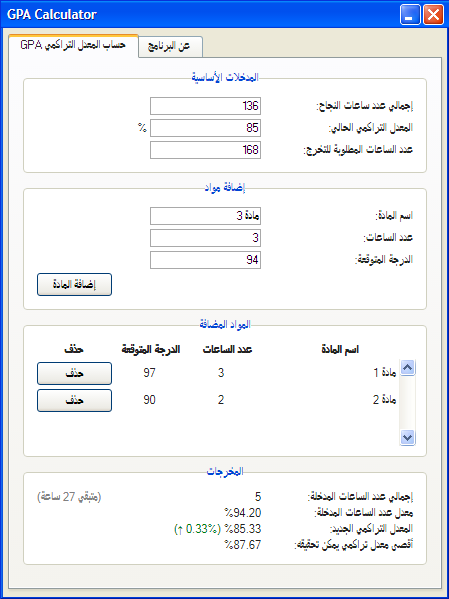 GPA Calculator
حساب المعدل التراكمي GPA عن البرنامج
المدخلات الأساسية
إجمالي عدد ساعات النجاح: 136
المعدل التراكمي الحالي: 85 %
عدد الساعات المطلوبة للتخرج: 168
إضافة مواد
اسم المادة: مادة 3
عدد الساعات: 3
الدرجة المتوقعة: 94
إضافة المادة
المواد المضافة
اسم المادة عدد الساعات الدرجة المتوقعة حذف
مادة 1 3 97 حذف
مادة 2 2 90 حذف
المخرجات
إجمالي عدد الساعات المدخلة: 5 (متبقي 27 ساعة)
معدل عدد الساعات المدخلة: 94.20%
المعدل التراكمي الجديد: 85.33% (0.33% ↑)
أقصى معدل تراكمي يمكن تحقيقه: 87.67%